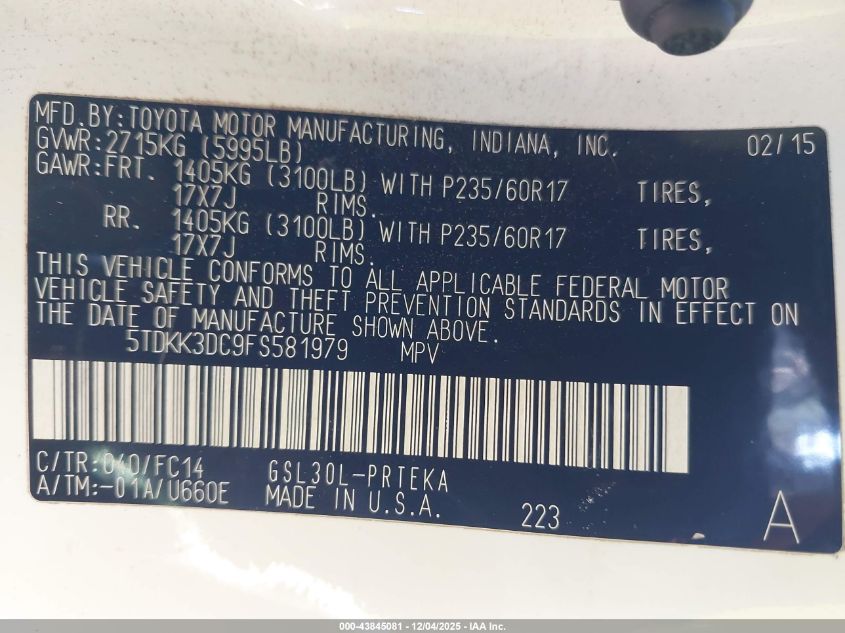 MFD.BY:TOYOTA MOTOR MANUFACTURING, INDIANA, INC. 02/15
GVWR:2715KG (5995LB)
GAWR:FRT. 1405KG (3100LB) WITH P235/60R17 TIRES,
17X7J RIMS.
RR. 1405KG (3100LB) WITH P235/60R17 TIRES,
17X7J RIMS.
THIS VEHICLE CONFORMS TO ALL APPLICABLE FEDERAL MOTOR
VEHICLE SAFETY AND THEFT PREVENTION STANDARDS IN EFFECT ON
THE DATE OF MANUFACTURE SHOWN ABOVE.
5TDKK3DC9FS581979 MPV
C/TR:040/FC14 GSL30L-PRTEKA
A/TM:-01A/U660E MADE IN U.S.A. 223 A
000-43845081 - 12/04/2025 - IAA Inc.